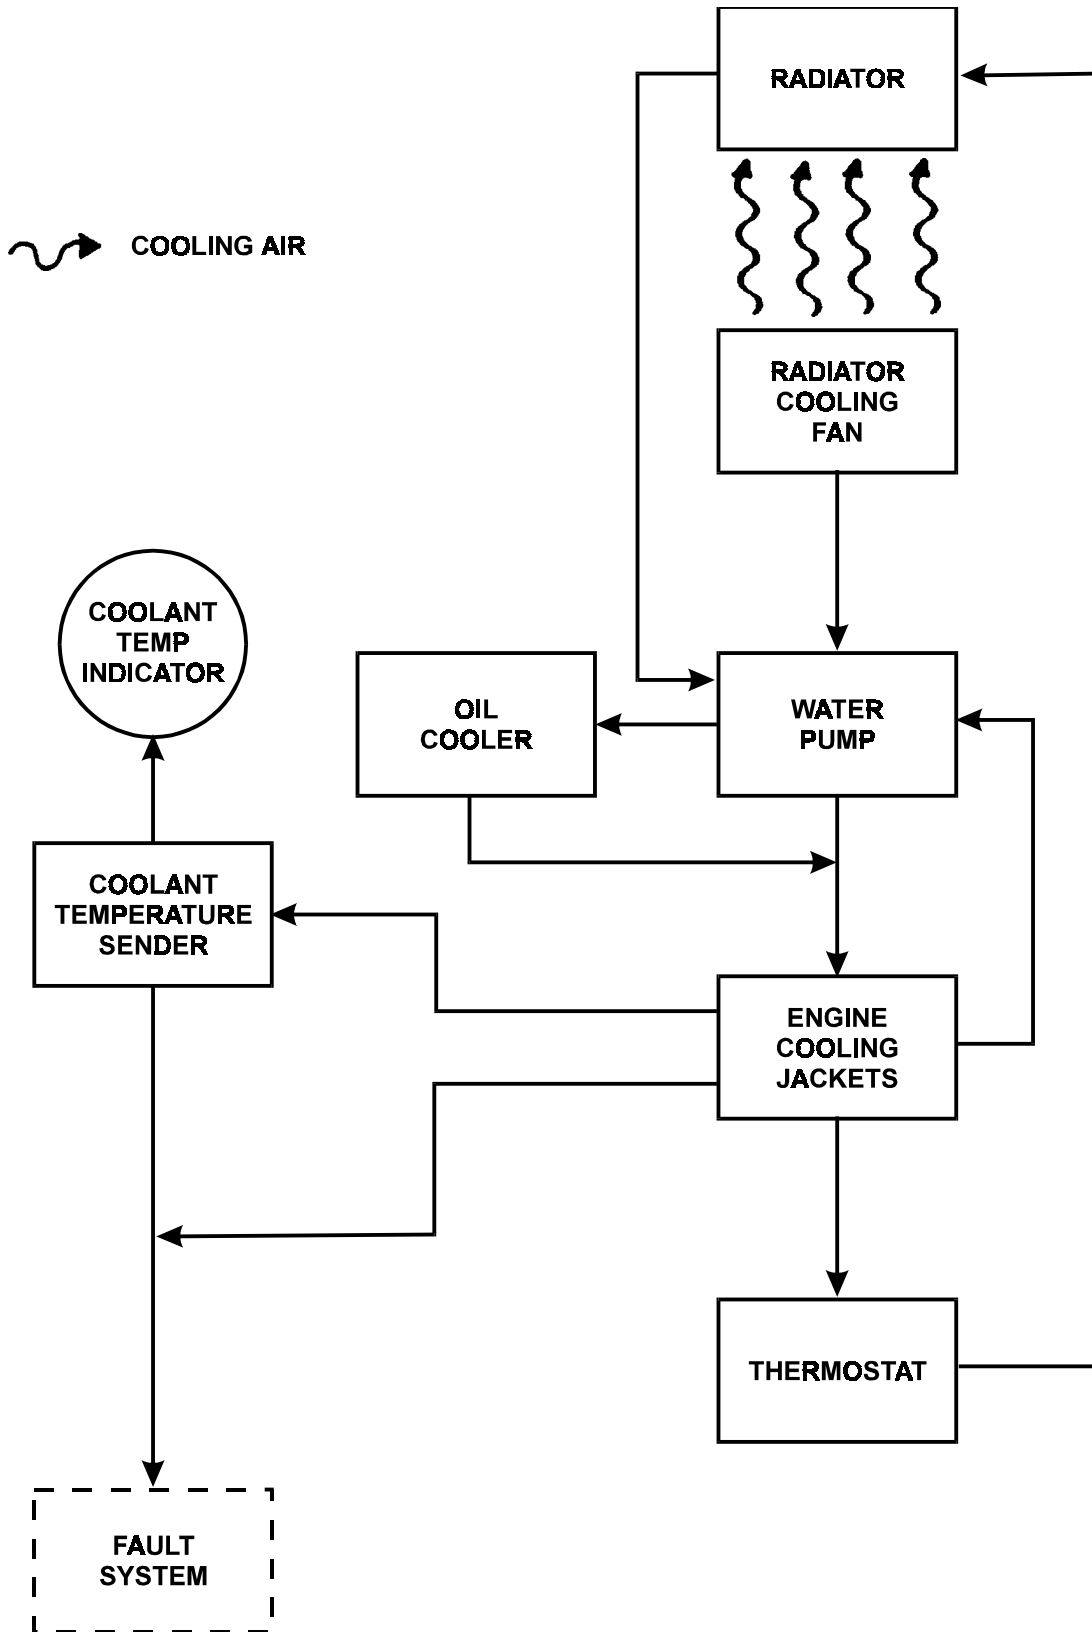 RADIATOR
COOLING AIR
RADIATOR
COOLING
FAN
COOLANT
TEMP
INDICATOR
OIL
COOLER
WATER
PUMP
COOLANT
TEMPERATURE
SENDER
ENGINE
COOLING
JACKETS
THERMOSTAT
FAULT
SYSTEM